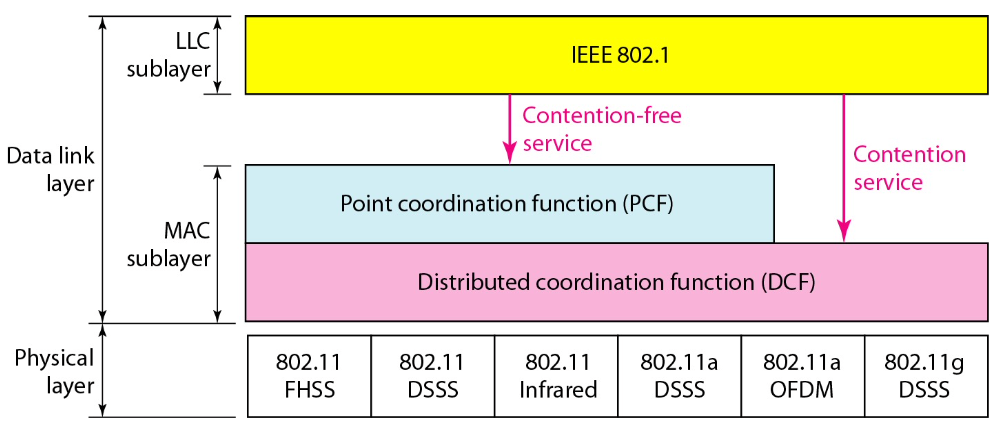 LLC
sublayer
IEEE 802.1
Contention-free
service
Contention
service
Data link
layer
Point coordination function (PCF)
MAC
sublayer
Distributed coordination function (DCF)
Physical
layer
802.11
FHSS
802.11
DSSS
802.11
Infrared
802.11a
DSSS
802.11a
OFDM
802.11g
DSSS